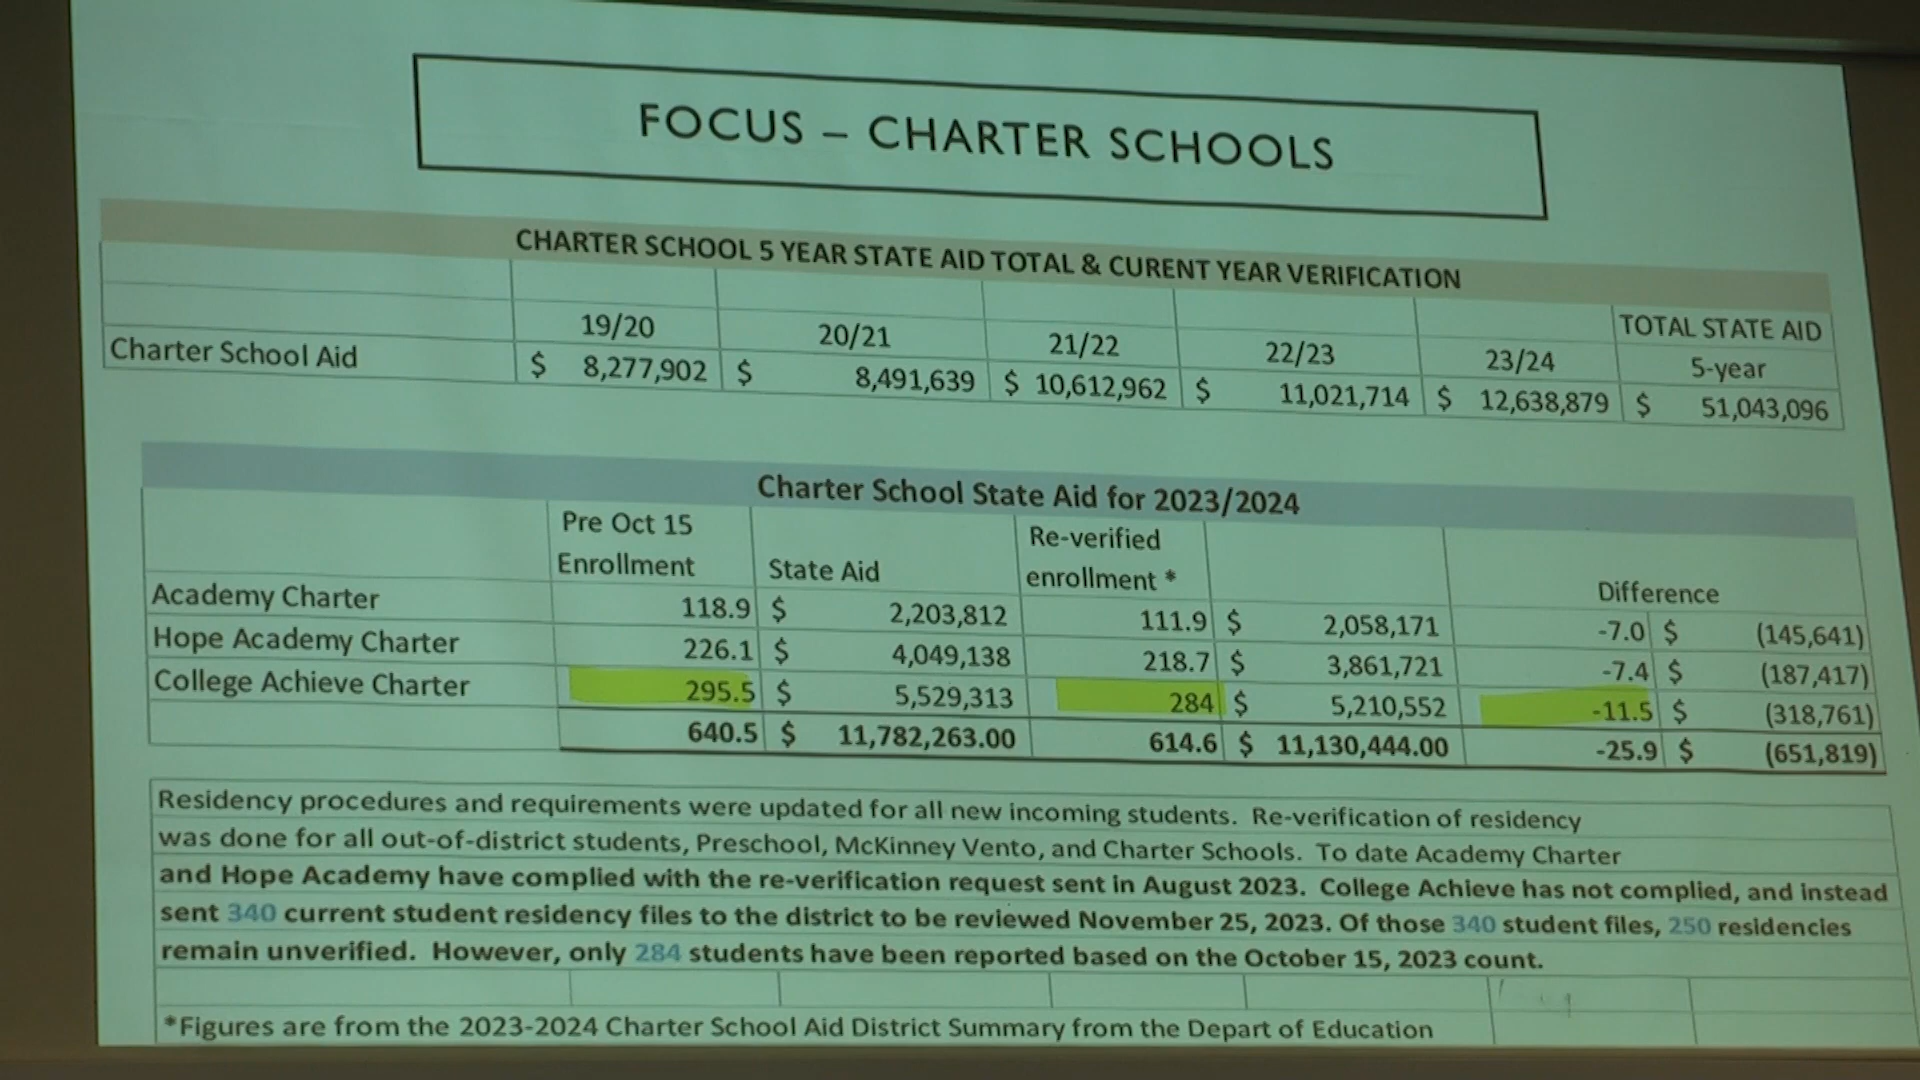 FOCUS – CHARTER SCHOOLS
CHARTER SCHOOL 5 YEAR STATE AID TOTAL & CURENT YEAR VERIFICATION
TOTAL STATE AID
19/20 20/21 21/22 22/23 23/24 5-year
Charter School Aid $ 8,277,902 $ 8,491,639 $ 10,612,962 $ 11,021,714 $ 12,638,879 $ 51,043,096
Charter School State Aid for 2023/2024
Pre Oct 15 Re-verified
Enrollment State Aid enrollment * Difference
Academy Charter 118.9 $ 2,203,812 111.9 $ 2,058,171 -7.0 $ (145,641)
Hope Academy Charter 226.1 $ 4,049,138 218.7 $ 3,861,721 -7.4 $ (187,417)
College Achieve Charter 295.5 $ 5,529,313 284 $ 5,210,552 -11.5 $ (318,761)
640.5 $ 11,782,263.00 614.6 $ 11,130,444.00 -25.9 $ (651,819)
Residency procedures and requirements were updated for all new incoming students. Re-verification of residency
was done for all out-of-district students, Preschool, McKinney Vento, and Charter Schools. To date Academy Charter
and Hope Academy have complied with the re-verification request sent in August 2023. College Achieve has not complied, and instead
sent 340 current student residency files to the district to be reviewed November 25, 2023. Of those 340 student files, 250 residencies
remain unverified. However, only 284 students have been reported based on the October 15, 2023 count.
*Figures are from the 2023-2024 Charter School Aid District Summary from the Depart of Education